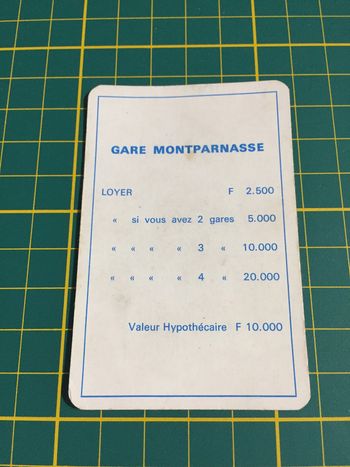 GARE MONTPARNASSE
LOYER F 2.500
« si vous avez 2 gares 5.000
« « « « 3 « 10.000
« « « « 4 « 20.000
Valeur Hypothécaire F 10.000